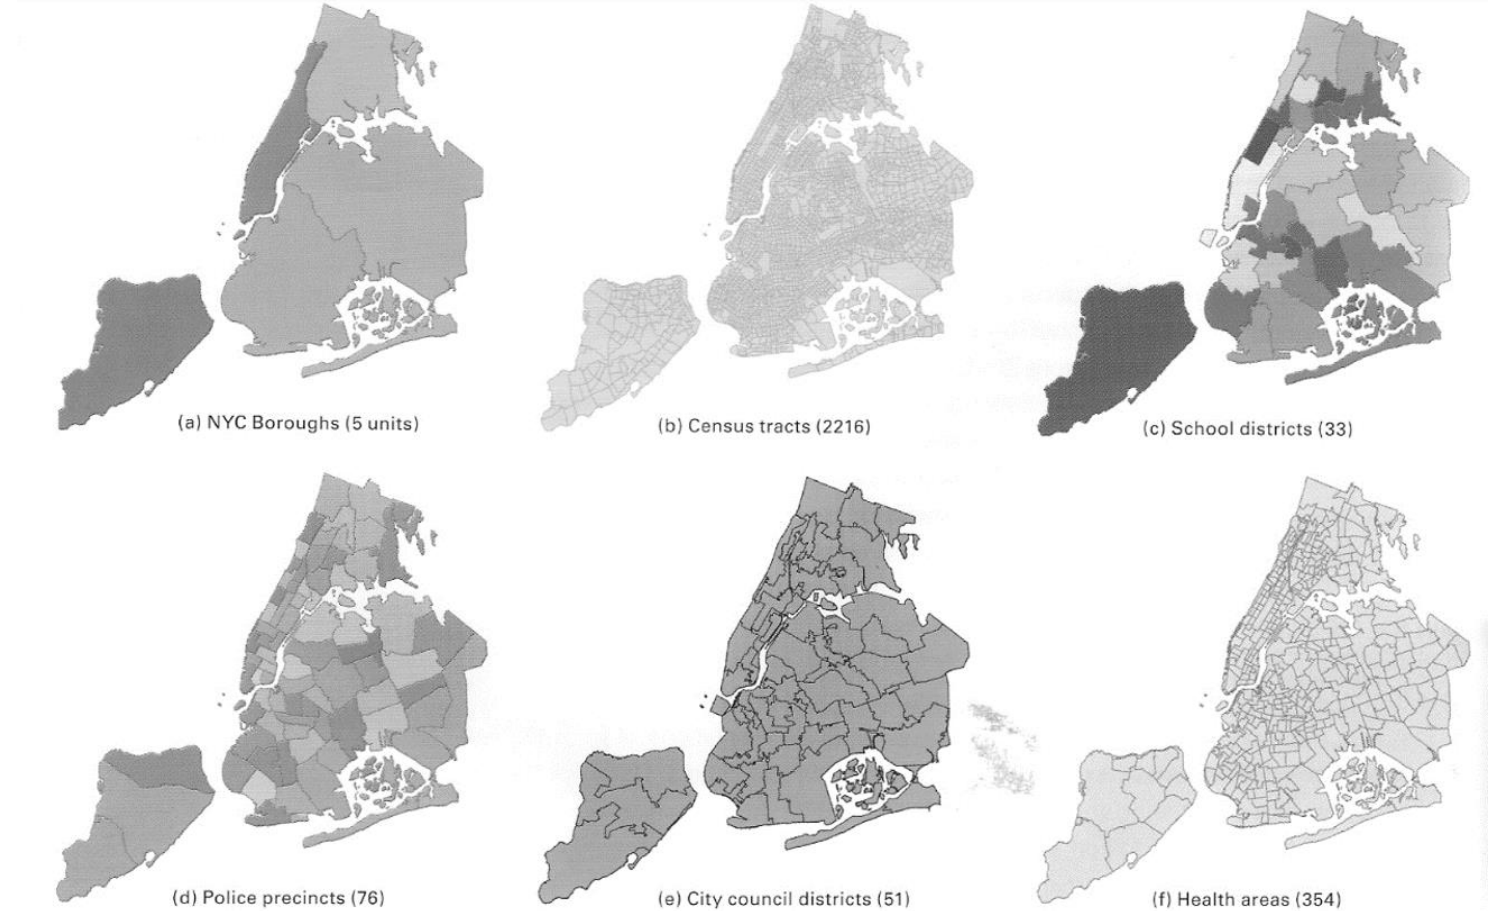 (a) NYC Boroughs (5 units)
(b) Census tracts (2216)
(c) School districts (33)
(d) Police precincts (76)
(e) City council districts (51)
(f) Health areas (354)